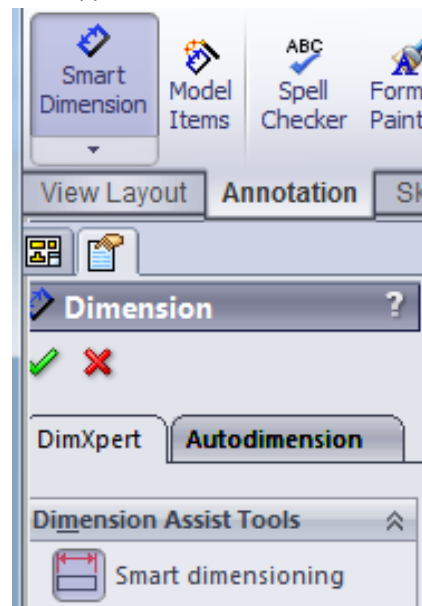 ABC
Smart Dimension
Model Items
Spell Checker
View Layout Annotation
Dimension ?
DimXpert Autodimension
Dimension Assist Tools
Smart dimensioning